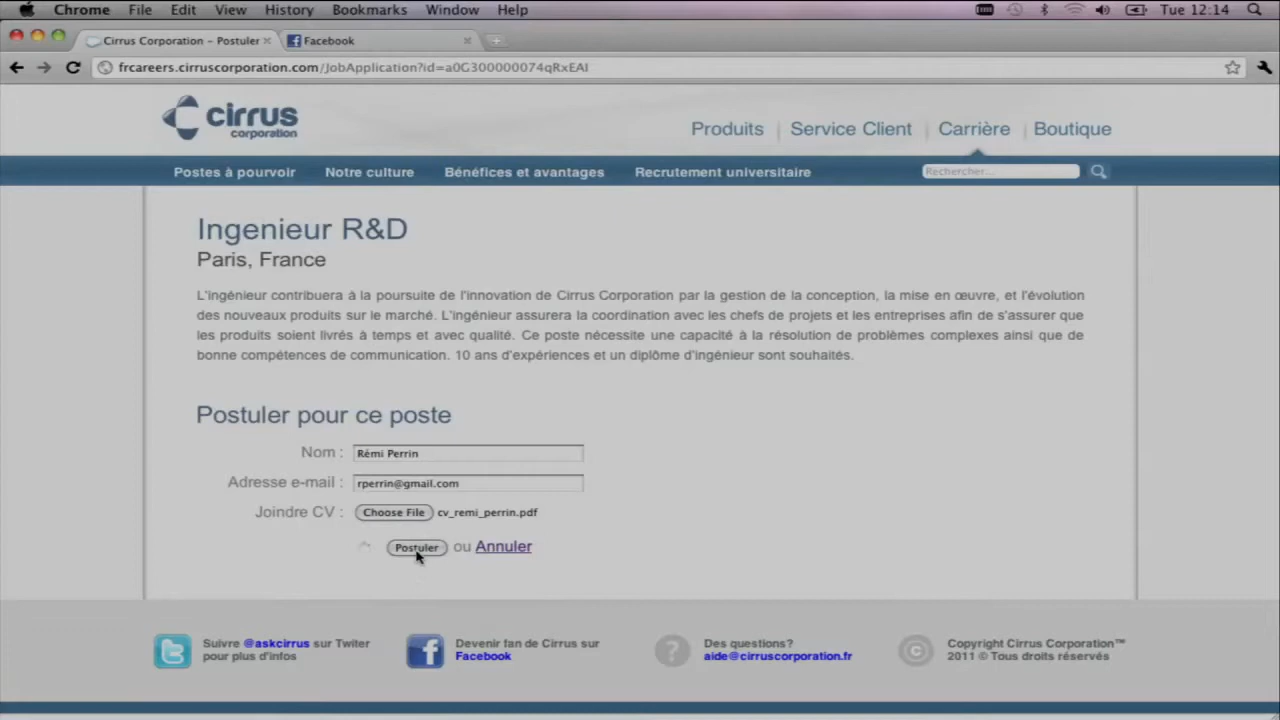 Chrome File Edit View History Bookmarks Window Help Tue 12:14
Cirrus Corporation – Postuler Facebook
frcareers.cirruscorporation.com/JobApplication?id=a0G300000074qRxEAI
cirrus
corporation
Produits Service Client Carrière Boutique
Postes à pourvoir Notre culture Bénéfices et avantages Recrutement universitaire Rechercher...
Ingenieur R&D
Paris, France
L'ingénieur contribuera à la poursuite de l'innovation de Cirrus Corporation par la gestion de la conception, la mise en œuvre, et l'évolution
des nouveaux produits sur le marché. L'ingénieur assurera la coordination avec les chefs de projets et les entreprises afin de s'assurer que
les produits soient livrés à temps et avec qualité. Ce poste nécessite une capacité à la résolution de problèmes complexes ainsi que de
bonne compétences de communication. 10 ans d'expériences et un diplôme d'ingénieur sont souhaités.
Postuler pour ce poste
Nom : Rémi Perrin
Adresse e-mail : rperrin@gmail.com
Joindre CV : Choose File cv_remi_perrin.pdf
Postuler ou Annuler
Suivre @askcirrus sur Twiter
pour plus d'infos
Devenir fan de Cirrus sur
Facebook
Des questions?
aide@cirruscorporation.fr
Copyright Cirrus Corporation™
2011 © Tous droits réservés